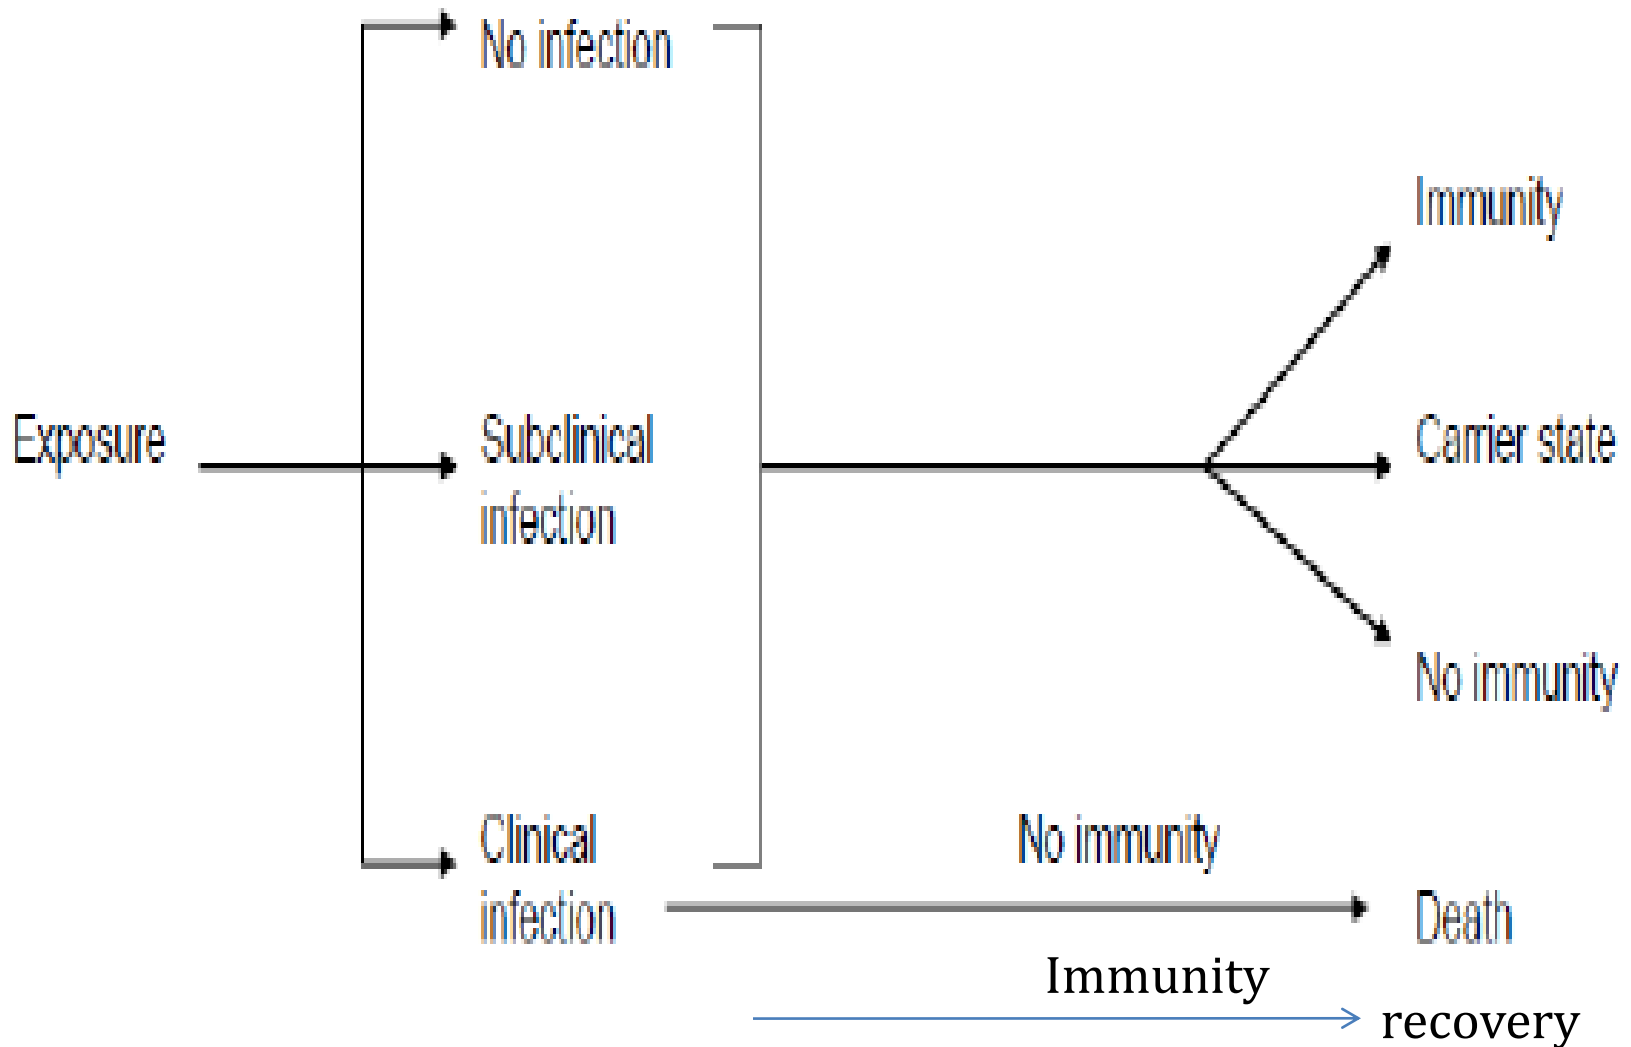 No infection
Immunity
Exposure
Subclinical
infection
Carrier state
No immunity
Clinical
infection
No immunity
Death
Immunity
recovery